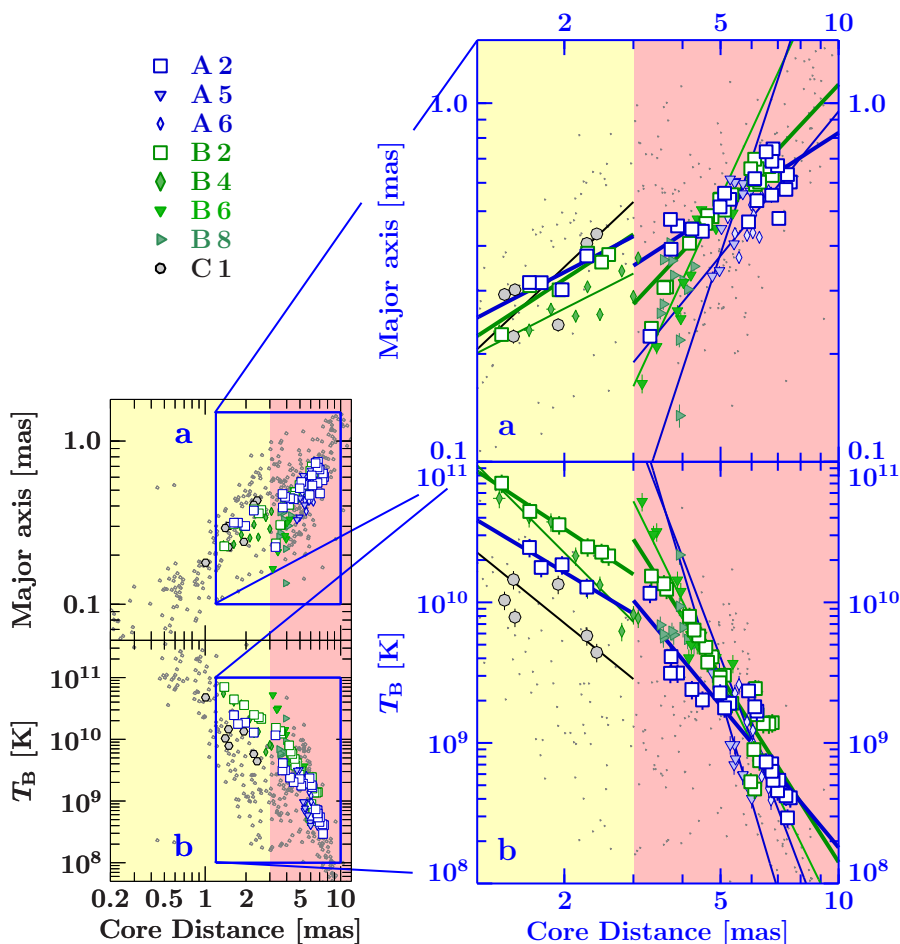 2 5 10
A 2
A 5
A 6
B 2
B 4
B 6
B 8
C 1
Major axis [mas]
1.0
1.0
a
0.1
0.1
Major axis [mas]
1.0
0.1
a
T_B [K]
10^11
10^10
10^9
10^8
b
T_B [K]
10^11
10^10
10^9
10^8
10^11
10^10
10^9
10^8
b
0.2 0.5 1 2 5 10
Core Distance [mas]
2 5 10
Core Distance [mas]